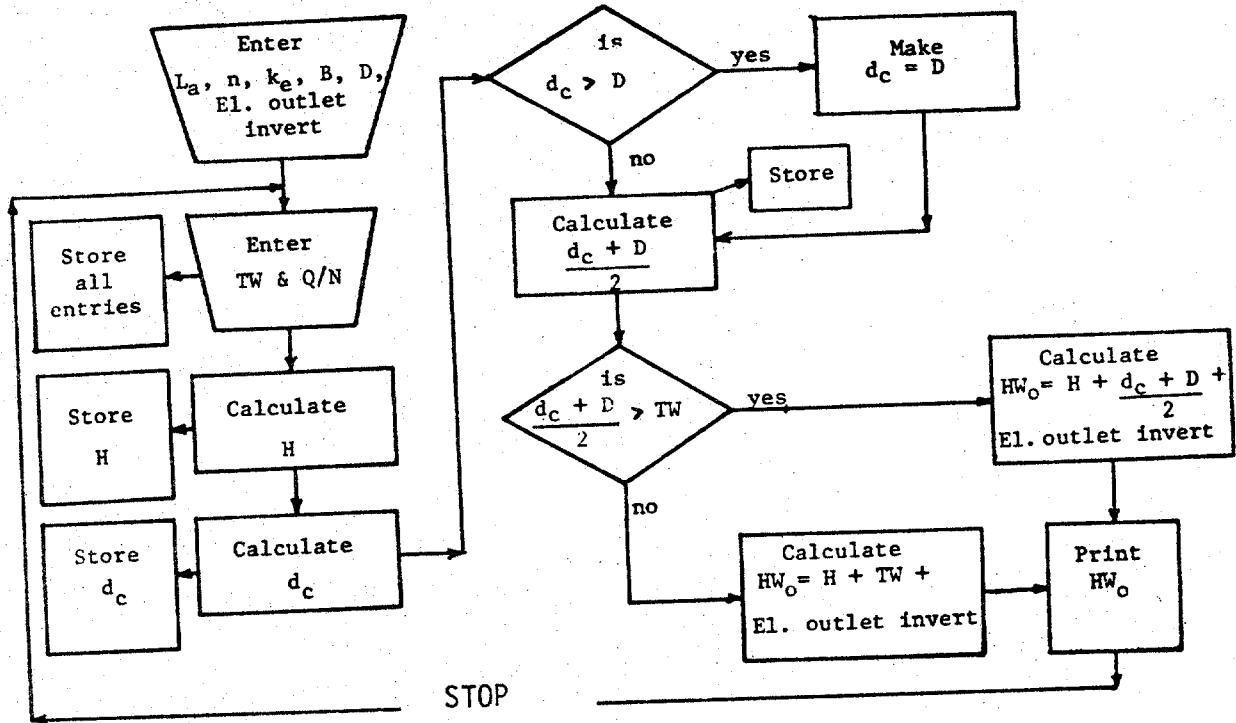 Enter
La, n, ke, B, D,
El. outlet
invert
Enter
TW & Q/N
Store
all
entries
Calculate
H
Store
H
Calculate
dc
Store
dc
is
dc > D
yes
Make
dc = D
no
Store
Calculate
dc + D
2
is
dc + D > TW
2
yes
Calculate
HWo= H + dc + D +
2
El. outlet invert
no
Calculate
HWo= H + TW +
El. outlet invert
Print
HWo
STOP